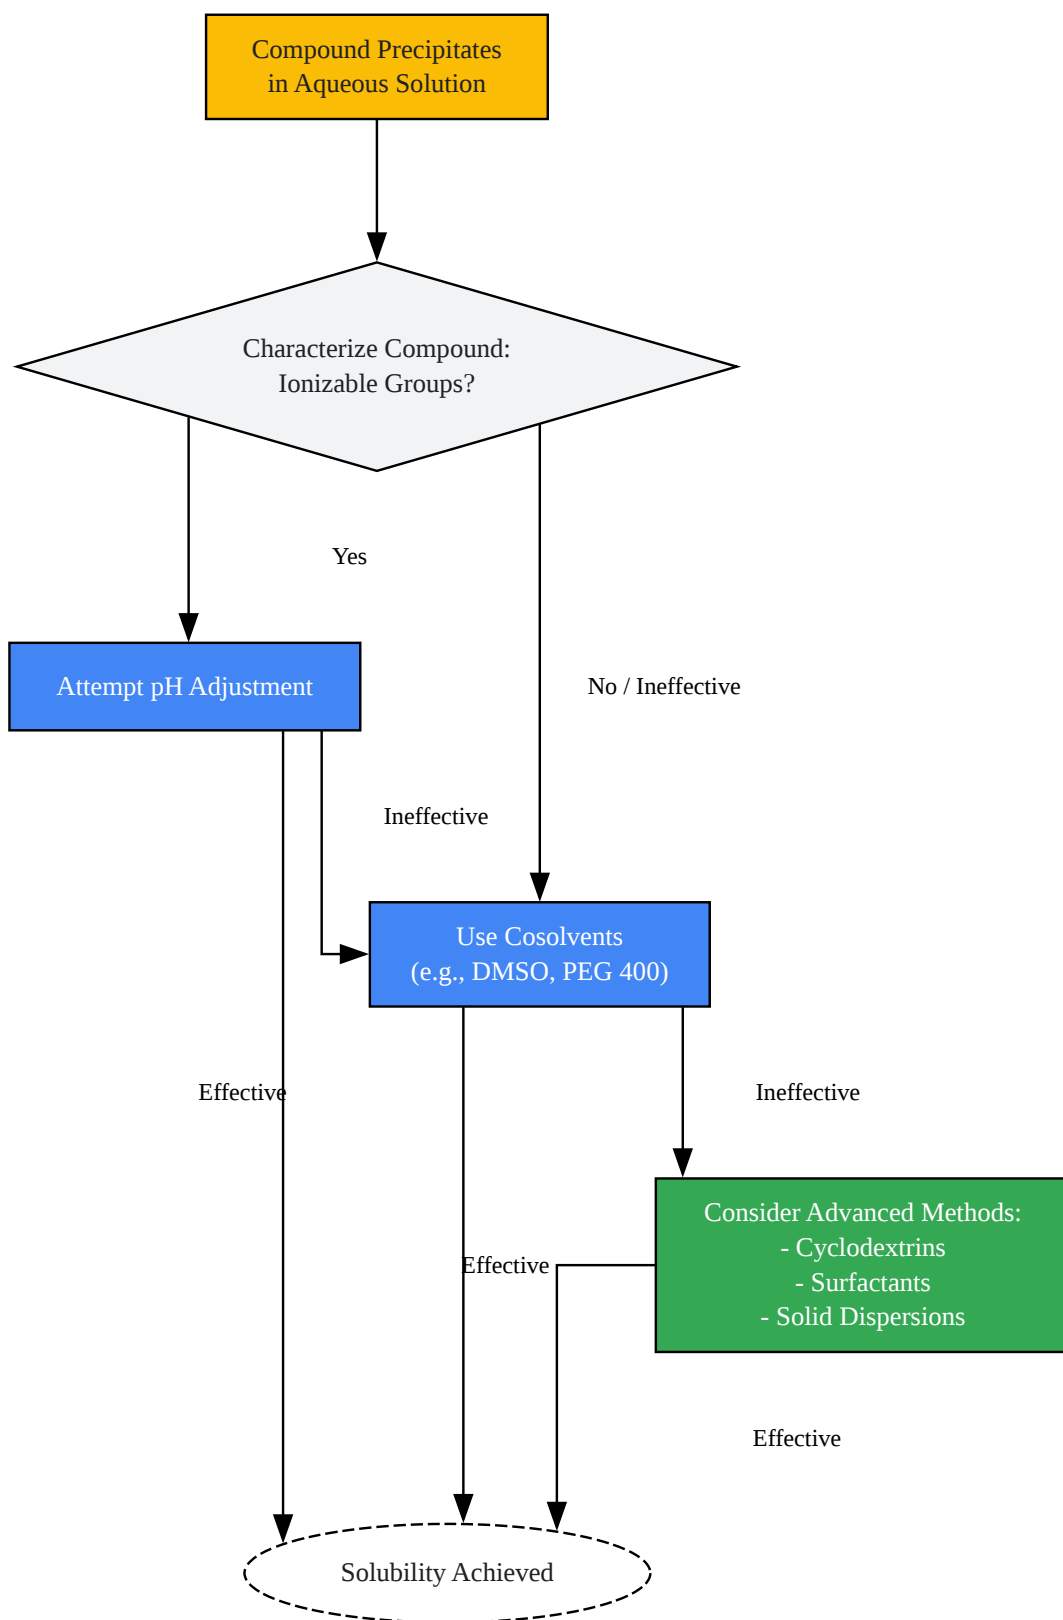 Compound Precipitates
in Aqueous Solution
Characterize Compound:
Ionizable Groups?
Yes
Attempt pH Adjustment
No / Ineffective
Ineffective
Use Cosolvents
(e.g., DMSO, PEG 400)
Effective
Ineffective
Consider Advanced Methods:
- Cyclodextrins
- Surfactants
- Solid Dispersions
Effective
Effective
Solubility Achieved